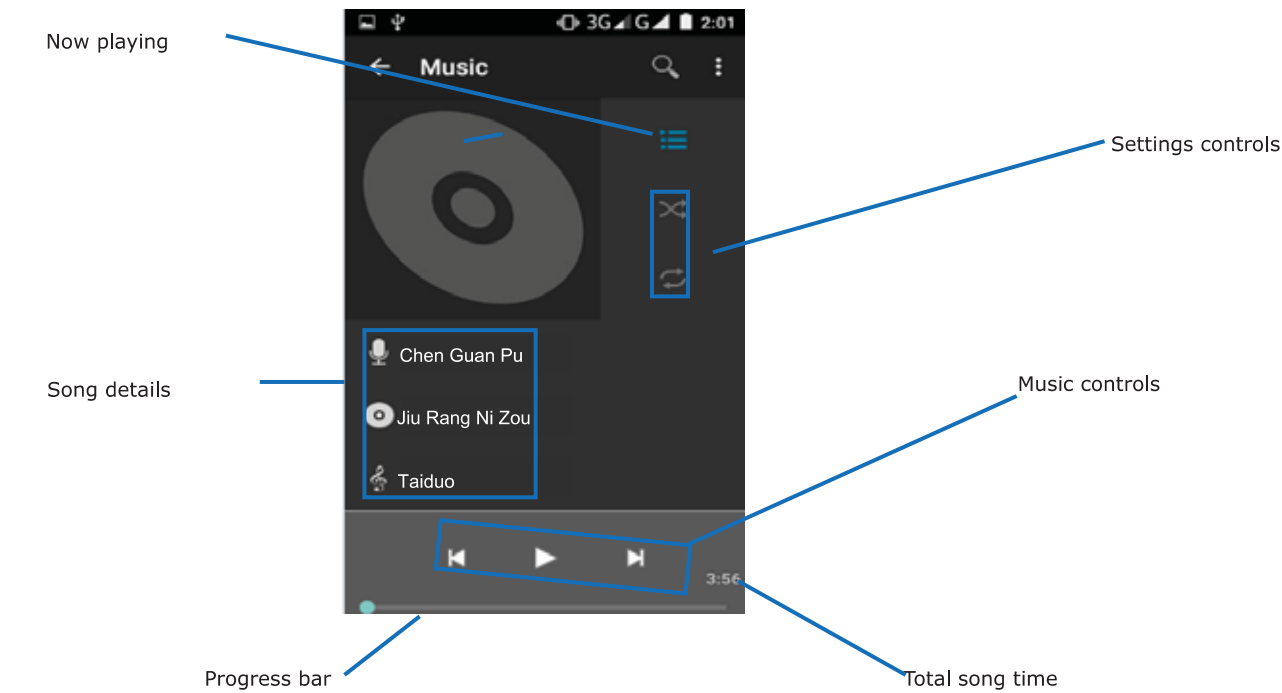 3G G 2:01
Now playing
Music
Settings controls
Chen Guan Pu
Song details
Music controls
Jiu Rang Ni Zou
Taiduo
3:56
Progress bar
Total song time